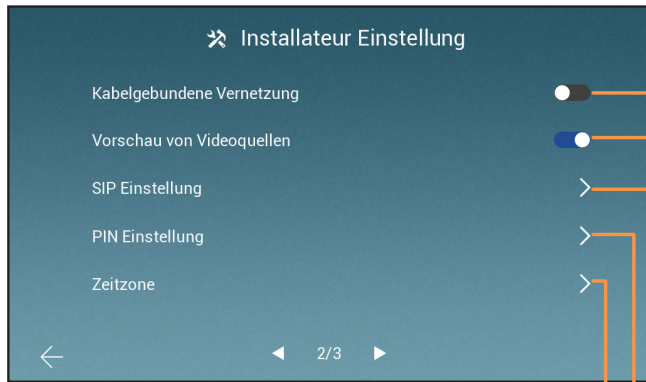 Installateur Einstellung
Kabelgebundene Vernetzung
Vorschau von Videoquellen
SIP Einstellung
PIN Einstellung
Zeitzone
2/3